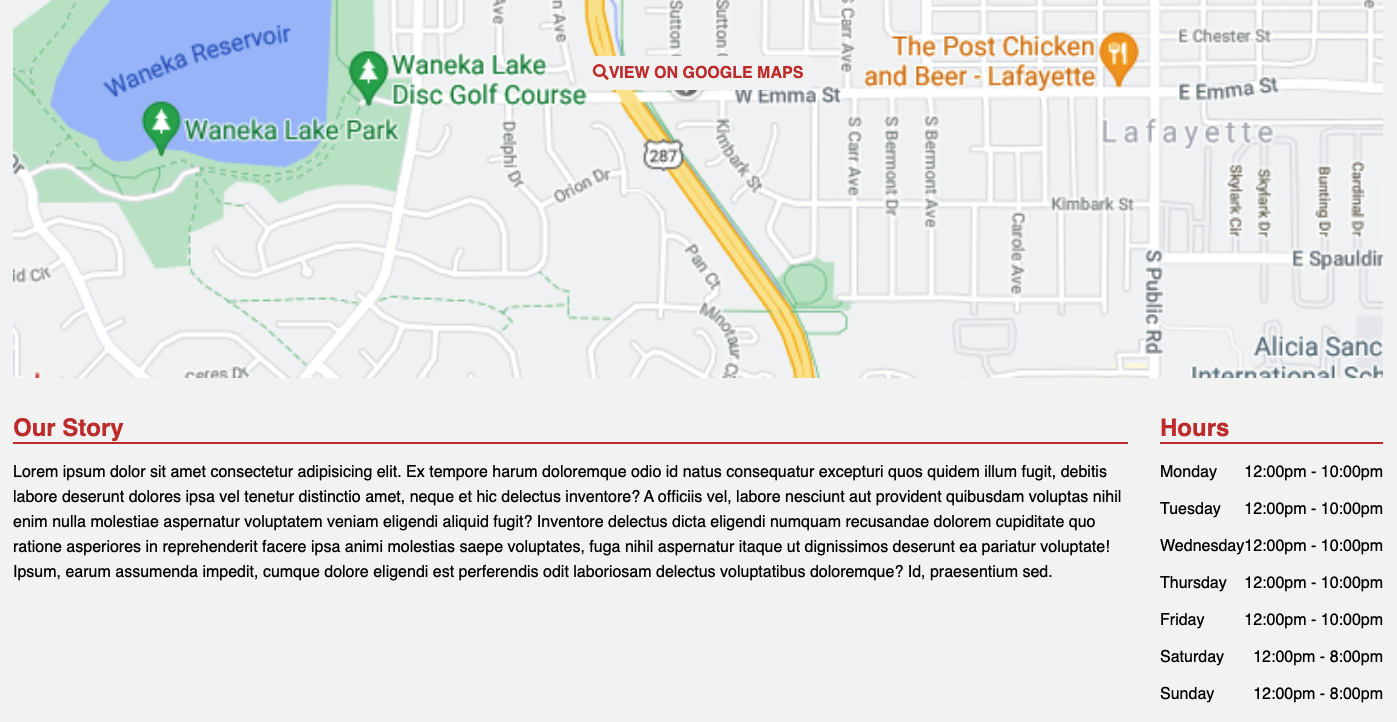 Ave
n Ave
Sutton
Sutton
S Carr Ave
Waneka Reservoir
Waneka Lake
Disc Golf Course
VIEW ON GOOGLE MAPS
The Post Chicken
and Beer - Lafayette
E Chester St
W Emma St
E Emma St
Waneka Lake Park
Lafayette
Delphi Dr
287
Kimbark St
S Carr Ave
S Bermont Dr
S Bermont Ave
Orion Dr
Kimbark St
Carole Ave
Skylark Cir
Skylark Dr
Bunting Dr
Cardinal Dr
Dr
Pan Ct
S Public Rd
E Spauldin
id Cir
Minotaur C
Alicia Sanc
International Sch
Ceres Dr
Our Story
Lorem ipsum dolor sit amet consectetur adipisicing elit. Ex tempore harum doloremque odio id natus consequatur excepturi quos quidem illum fugit, debitis
labore deserunt dolores ipsa vel tenetur distinctio amet, neque et hic delectus inventore? A officiis vel, labore nesciunt aut provident quibusdam voluptas nihil
enim nulla molestiae aspernatur voluptatem veniam eligendi aliquid fugit? Inventore delectus dicta eligendi numquam recusandae dolorem cupiditate quo
ratione asperiores in reprehenderit facere ipsa animi molestias saepe voluptates, fuga nihil aspernatur itaque ut dignissimos deserunt ea pariatur voluptate!
Ipsum, earum assumenda impedit, cumque dolore eligendi est perferendis odit laboriosam delectus voluptatibus doloremque? Id, praesentium sed.
Hours
Monday 12:00pm - 10:00pm
Tuesday 12:00pm - 10:00pm
Wednesday12:00pm - 10:00pm
Thursday 12:00pm - 10:00pm
Friday 12:00pm - 10:00pm
Saturday 12:00pm - 8:00pm
Sunday 12:00pm - 8:00pm